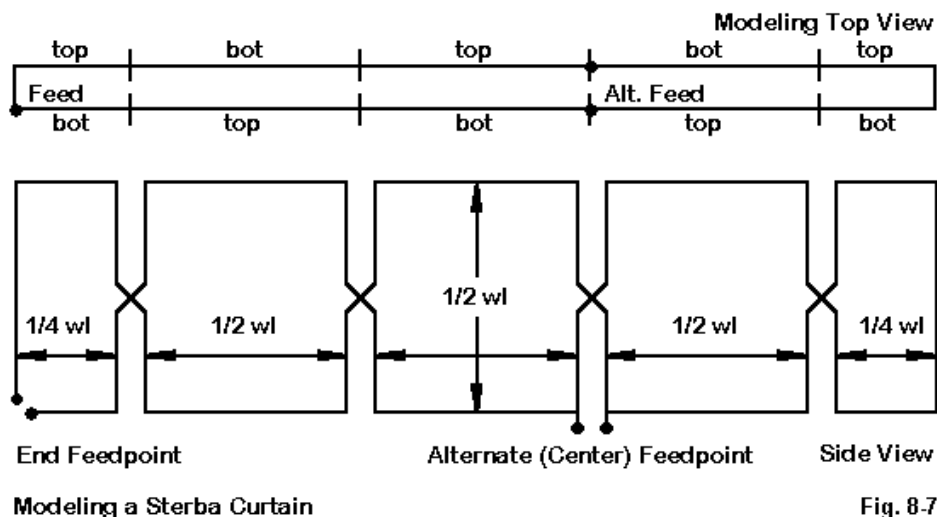 Modeling Top View
top bot top bot top
Feed Alt. Feed
bot top bot top bot
1/2 wl
1/4 wl 1/2 wl 1/2 wl 1/4 wl
End Feedpoint Alternate (Center) Feedpoint Side View
Modeling a Sterba Curtain Fig. 8-7